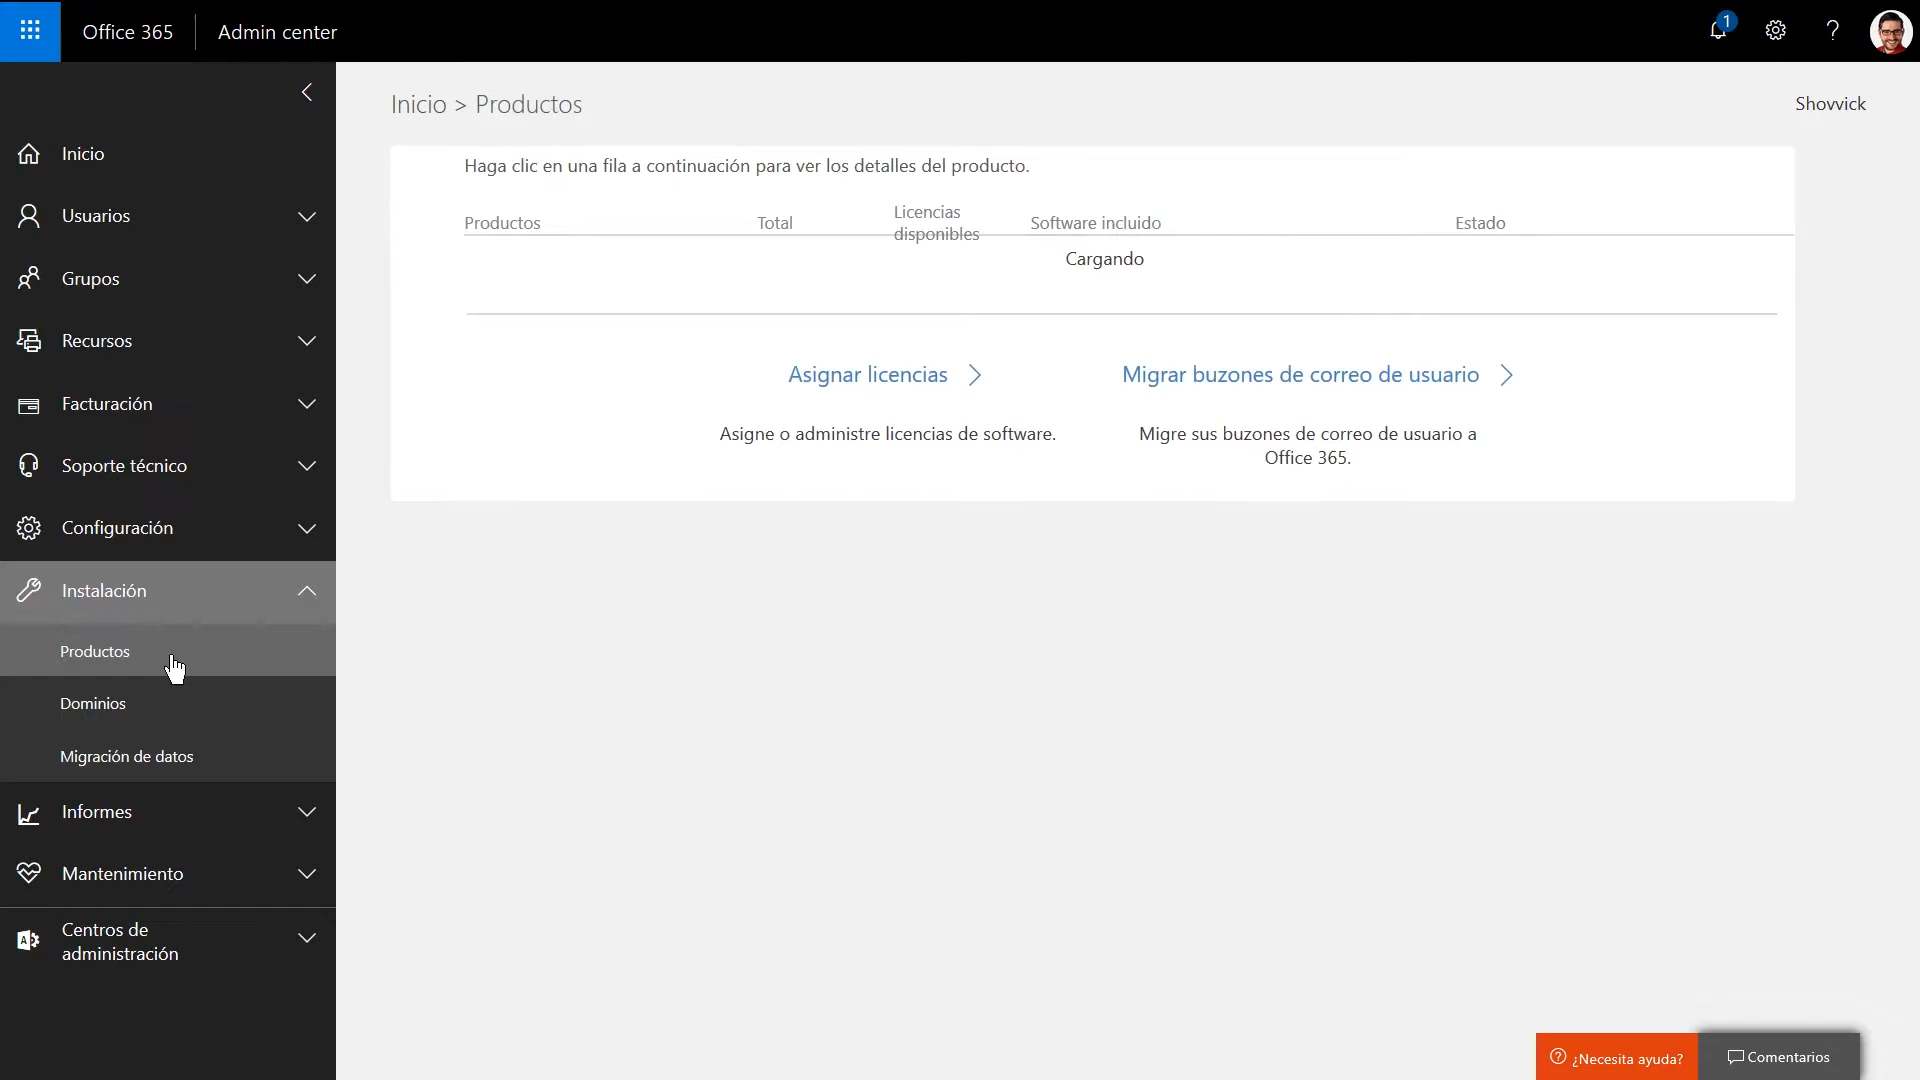 Office 365
Admin center
1
Inicio > Productos
Shovvick
Inicio
Usuarios
Grupos
Recursos
Facturación
Soporte técnico
Configuración
Instalación
Productos
Dominios
Migración de datos
Informes
Mantenimiento
Centros de
administración
Haga clic en una fila a continuación para ver los detalles del producto.
Productos
Total
Licencias
disponibles
Software incluido
Estado
Cargando
Asignar licencias
Asigne o administre licencias de software.
Migrar buzones de correo de usuario
Migre sus buzones de correo de usuario a
Office 365.
¿Necesita ayuda?
Comentarios